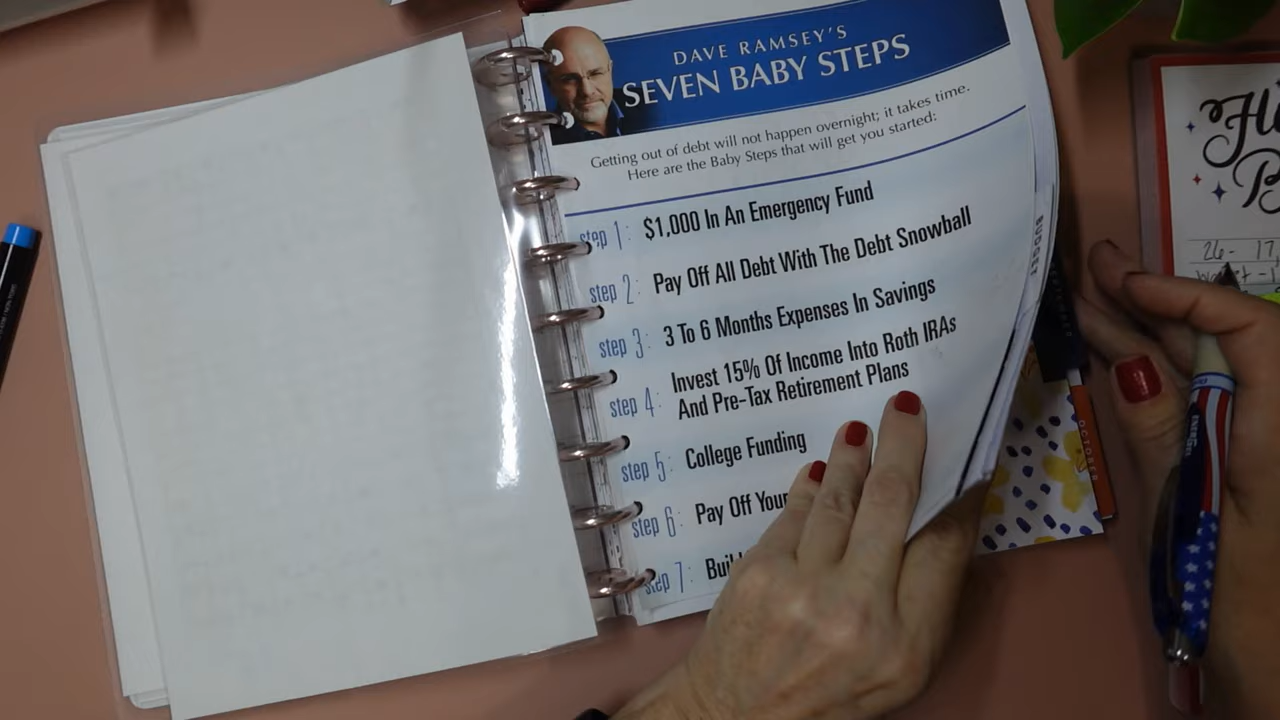 DAVE RAMSEY'S
SEVEN BABY STEPS
Getting out of debt will not happen overnight; it takes time.
Here are the Baby Steps that will get you started:
step 1: $1,000 In An Emergency Fund
step 2: Pay Off All Debt With The Debt Snowball
step 3: 3 To 6 Months Expenses In Savings
step 4: Invest 15% Of Income Into Roth IRAs
And Pre-Tax Retirement Plans
step 5: College Funding
step 6: Pay Off Your
step 7:
BUDGET
OCTOBER
26- 17